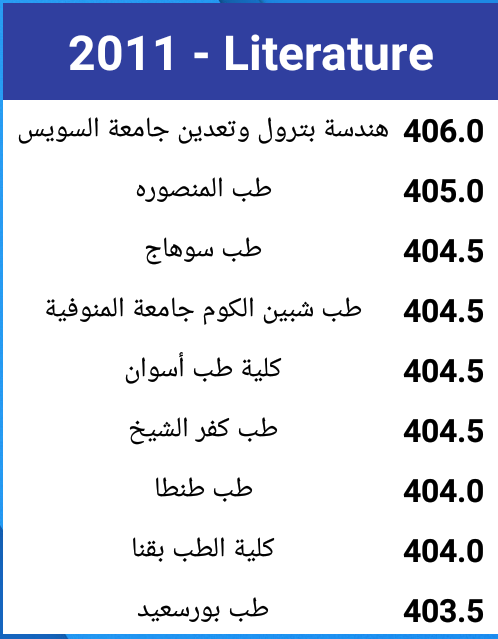 2011 - Literature
هندسة بترول وتعدين جامعة السويس 406.0
طب المنصوره 405.0
طب سوهاج 404.5
طب شبين الكوم جامعة المنوفية 404.5
كلية طب أسوان 404.5
طب كفر الشيخ 404.5
طب طنطا 404.0
كلية الطب بقنا 404.0
طب بورسعيد 403.5